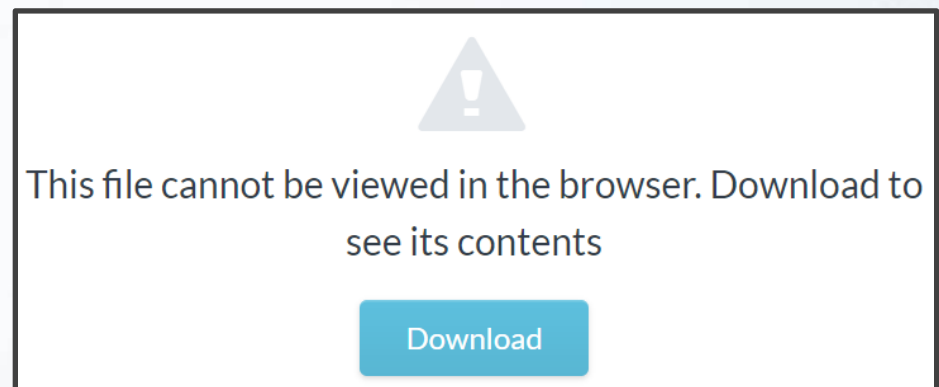 This file cannot be viewed in the browser. Download to
see its contents
Download